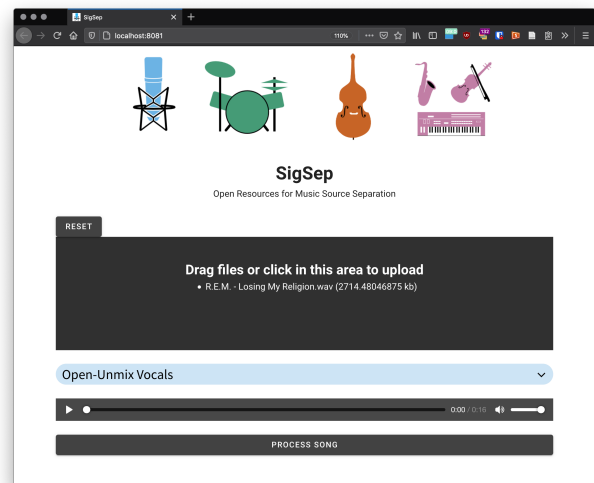 SigSep
localhost:8081
110%
132
SigSep
Open Resources for Music Source Separation
RESET
Drag files or click in this area to upload
R.E.M. - Losing My Religion.wav (2714.48046875 kb)
Open-Unmix Vocals
0:00 / 0:16
PROCESS SONG